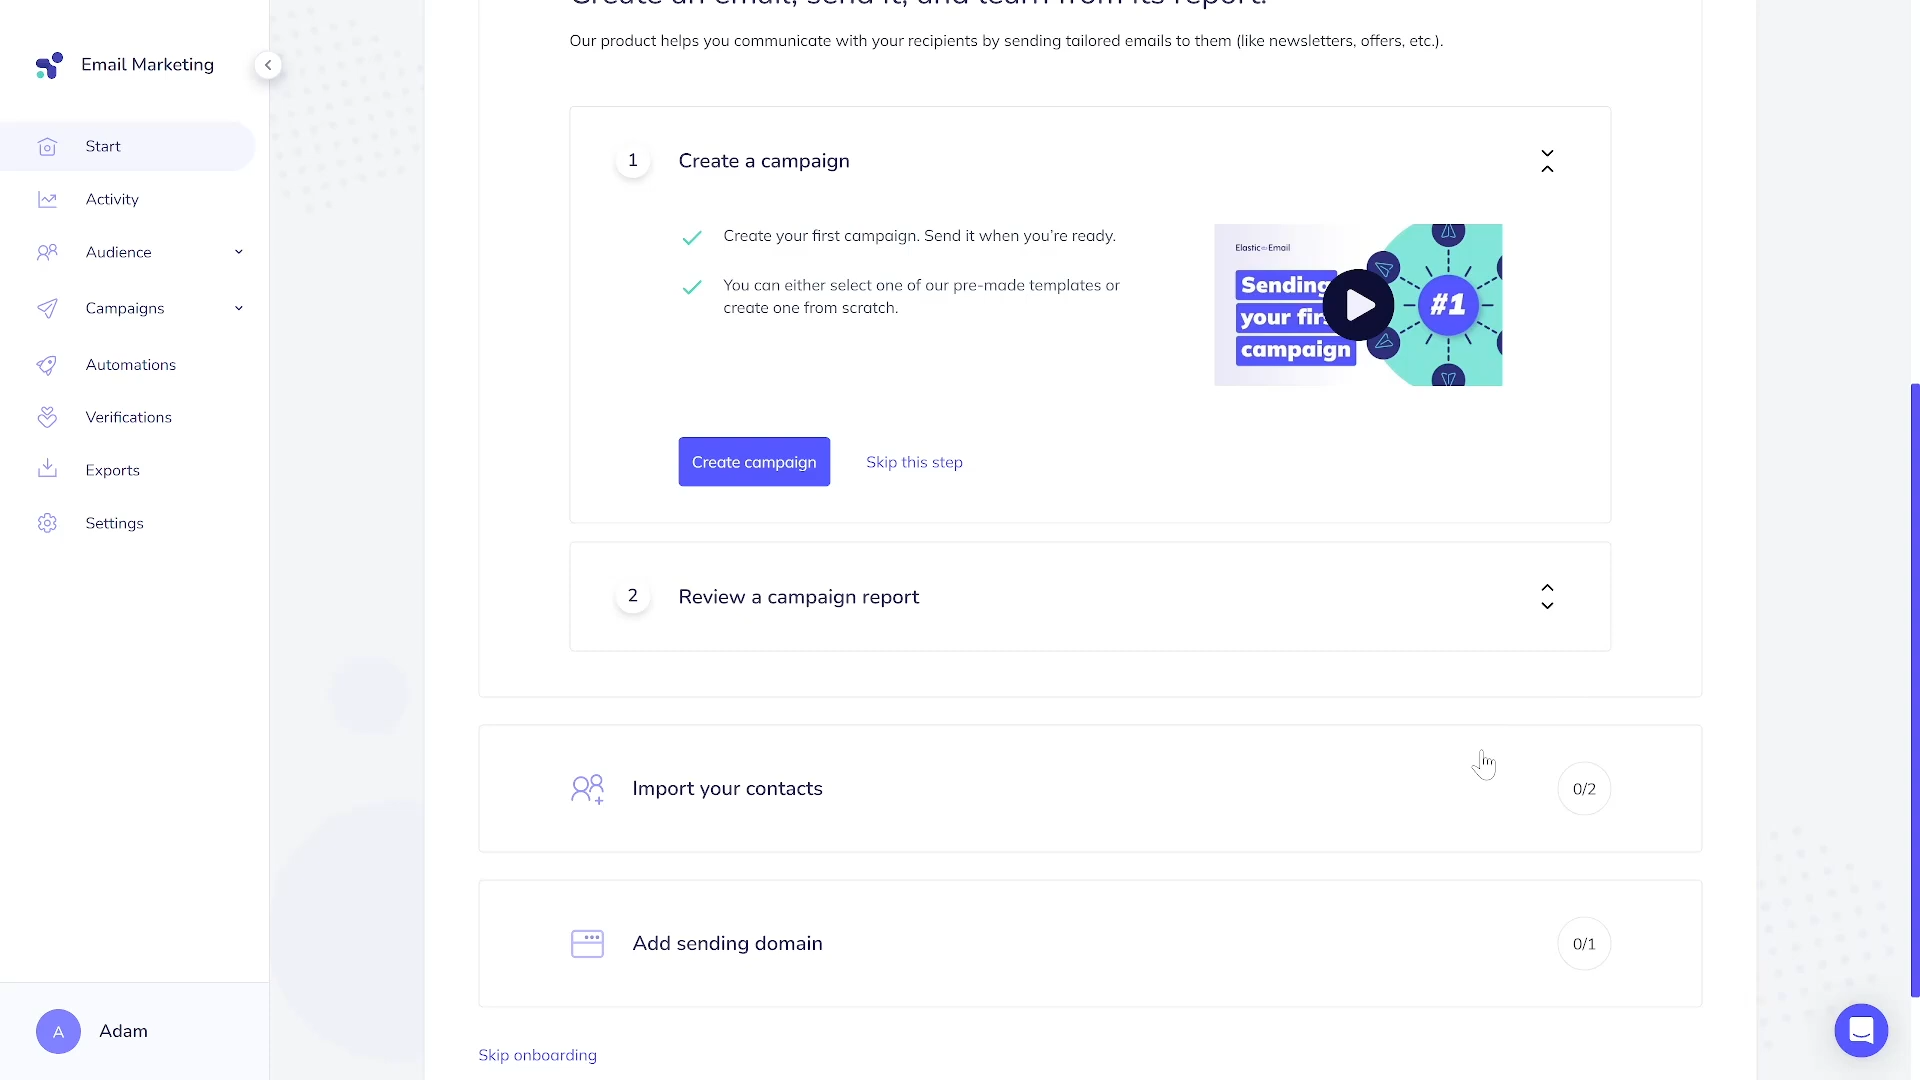 Create an email, send it, and learn from its report.
Our product helps you communicate with your recipients by sending tailored emails to them (like newsletters, offers, etc.).
Email Marketing
Start
Activity
Audience
Campaigns
Automations
Verifications
Exports
Settings
A Adam
1 Create a campaign
Create your first campaign. Send it when you're ready.
You can either select one of our pre-made templates or
create one from scratch.
Elastic Email
Sending
your fir
campaign
#1
Create campaign Skip this step
2 Review a campaign report
Import your contacts 0/2
Add sending domain 0/1
Skip onboarding